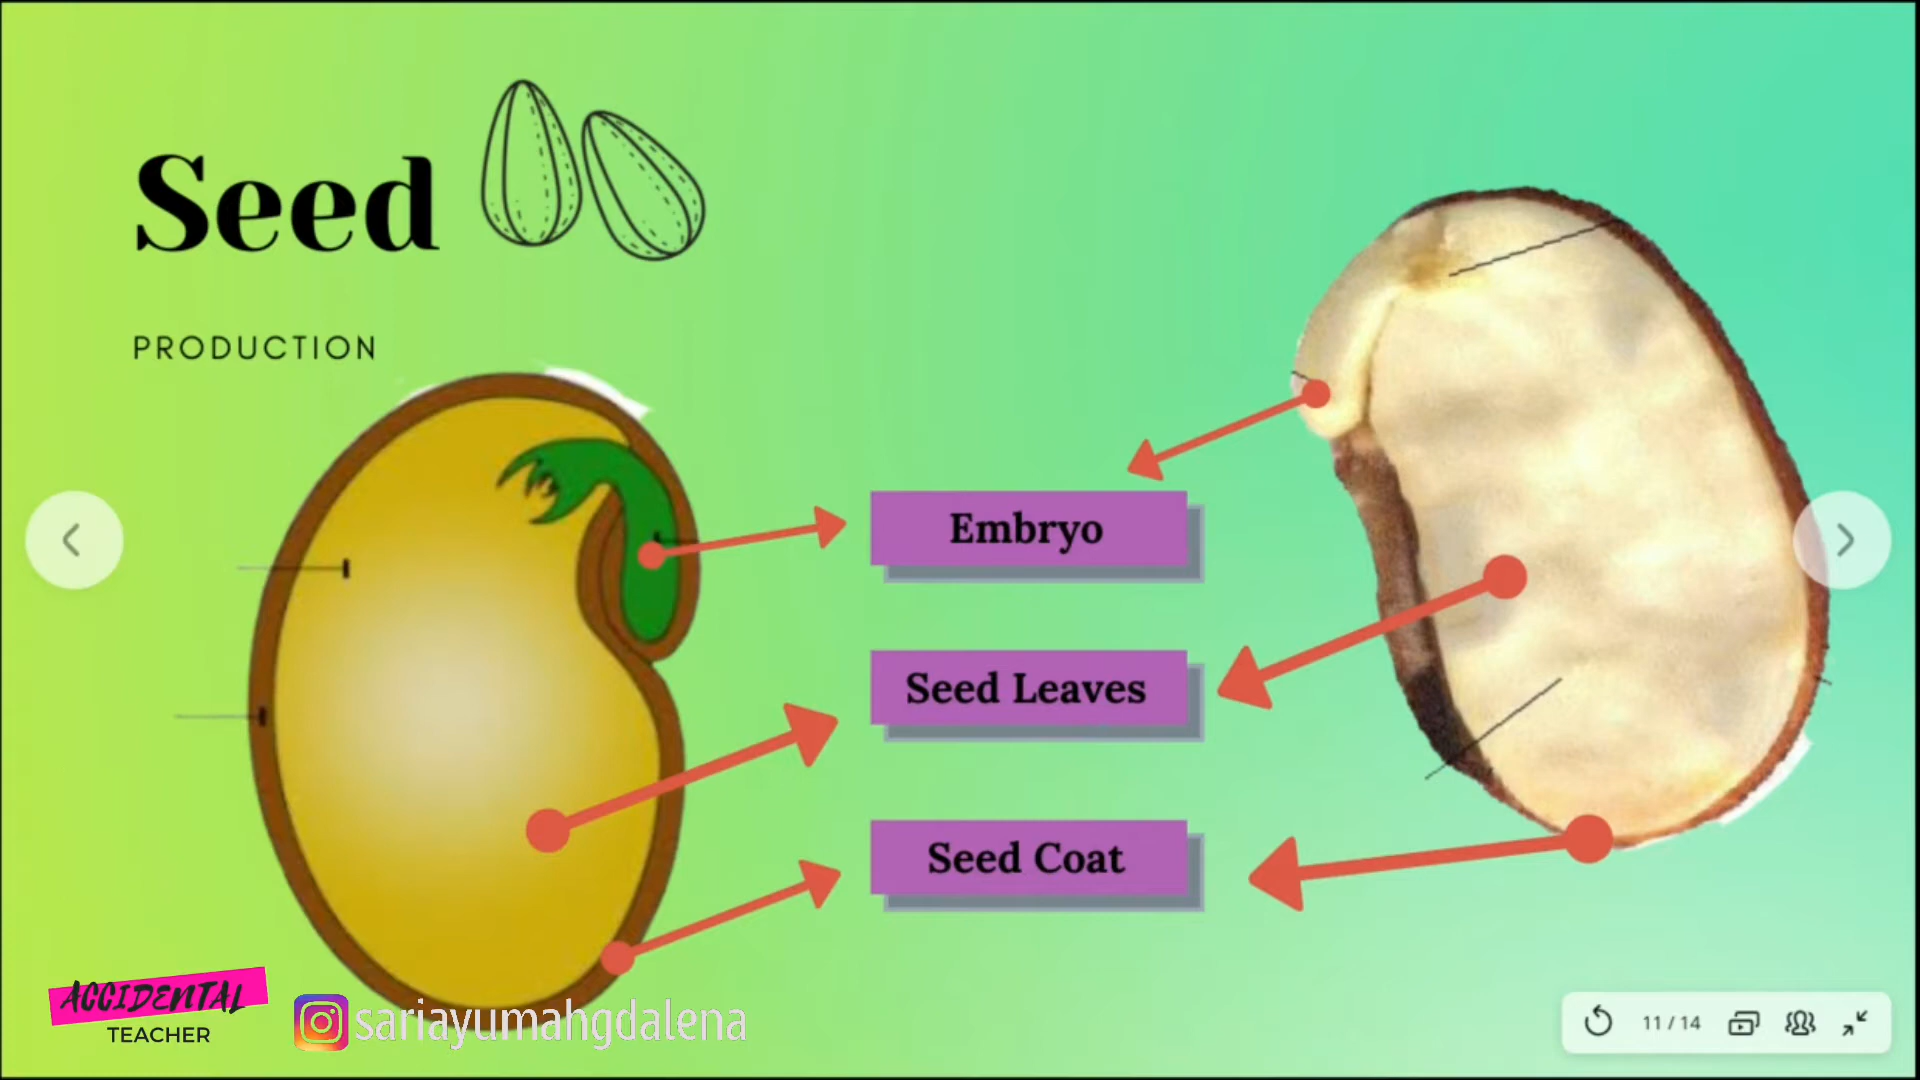 Seed
PRODUCTION
Embryo
Seed Leaves
Seed Coat
ACCIDENTAL
TEACHER
sariayumahgdalena
11 / 14